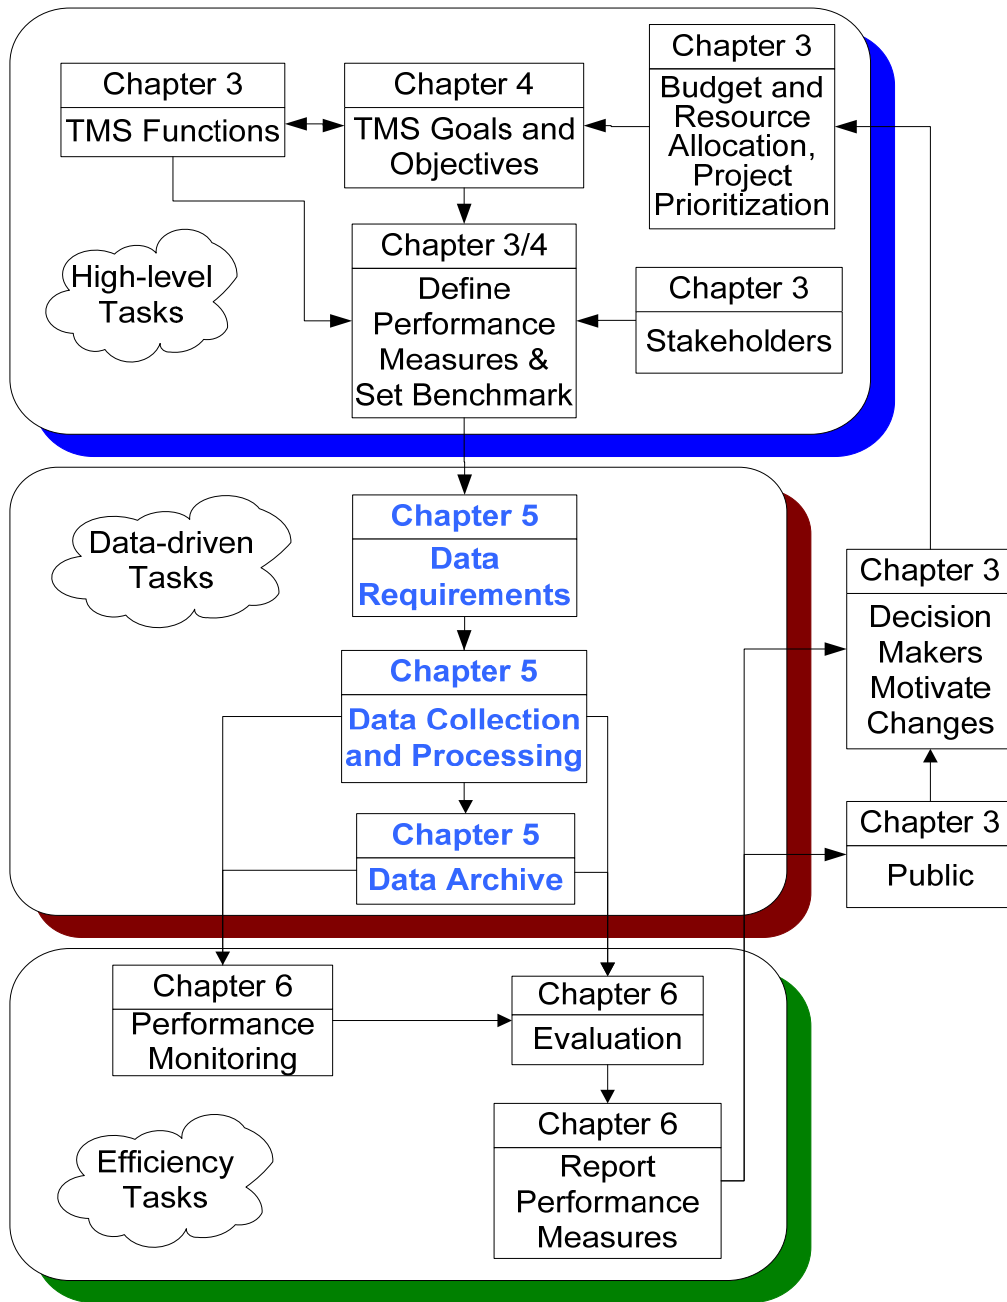 Chapter 3
TMS Functions
Chapter 4
TMS Goals and
Objectives
Chapter 3
Budget and
Resource
Allocation,
Project
Prioritization
High-level
Tasks
Chapter 3/4
Define
Performance
Measures &
Set Benchmark
Chapter 3
Stakeholders
Data-driven
Tasks
Chapter 5
Data
Requirements
Chapter 5
Data Collection
and Processing
Chapter 5
Data Archive
Chapter 3
Decision
Makers
Motivate
Changes
Chapter 3
Public
Chapter 6
Performance
Monitoring
Chapter 6
Evaluation
Efficiency
Tasks
Chapter 6
Report
Performance
Measures